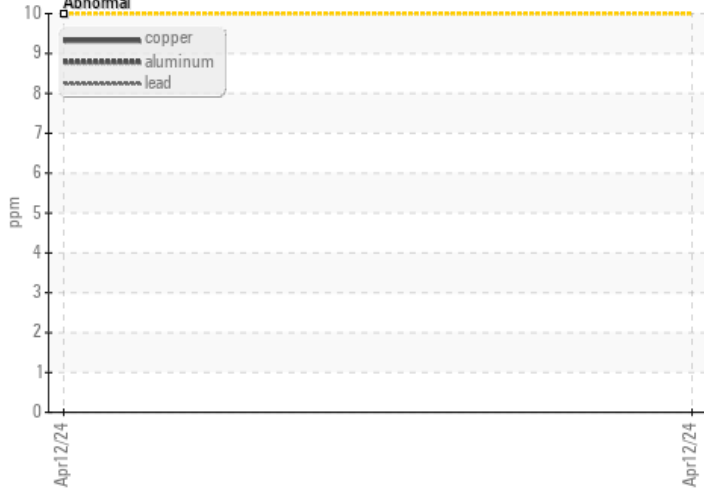 Abnormal
10
copper
9
aluminum
lead
8
7
6
ppm
5
4
3
2
1
0
Apr12/24
Apr12/24